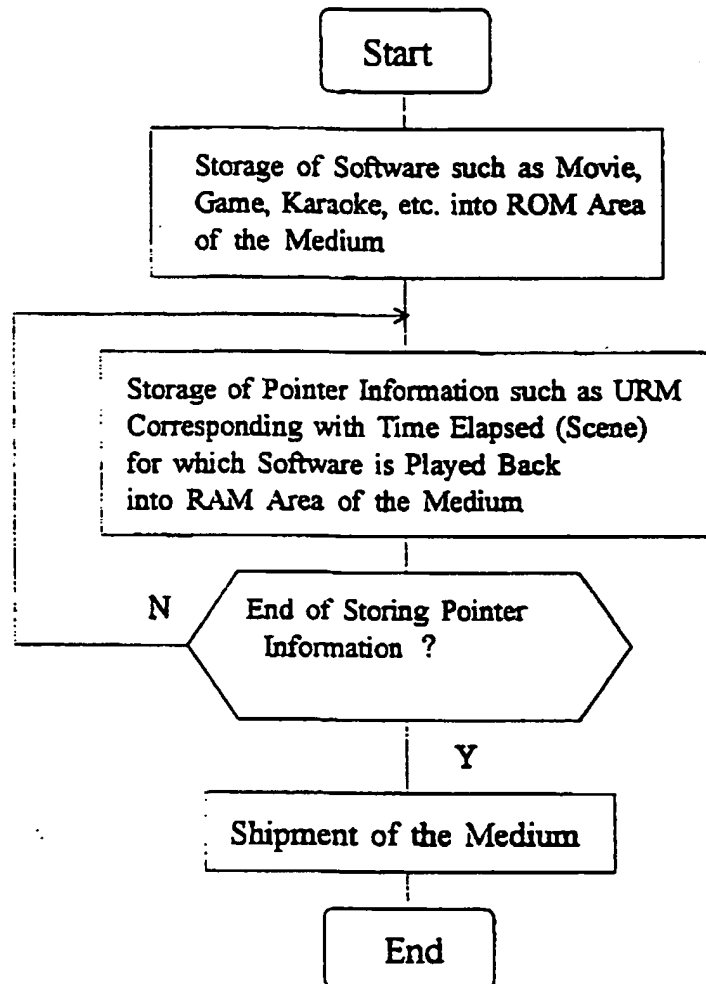 Start
Storage of Software such as Movie,
Game, Karaoke, etc. into ROM Area
of the Medium
Storage of Pointer Information such as URM
Corresponding with Time Elapsed (Scene)
for which Software is Played Back
into RAM Area of the Medium
N
End of Storing Pointer
Information ?
Y
Shipment of the Medium
End